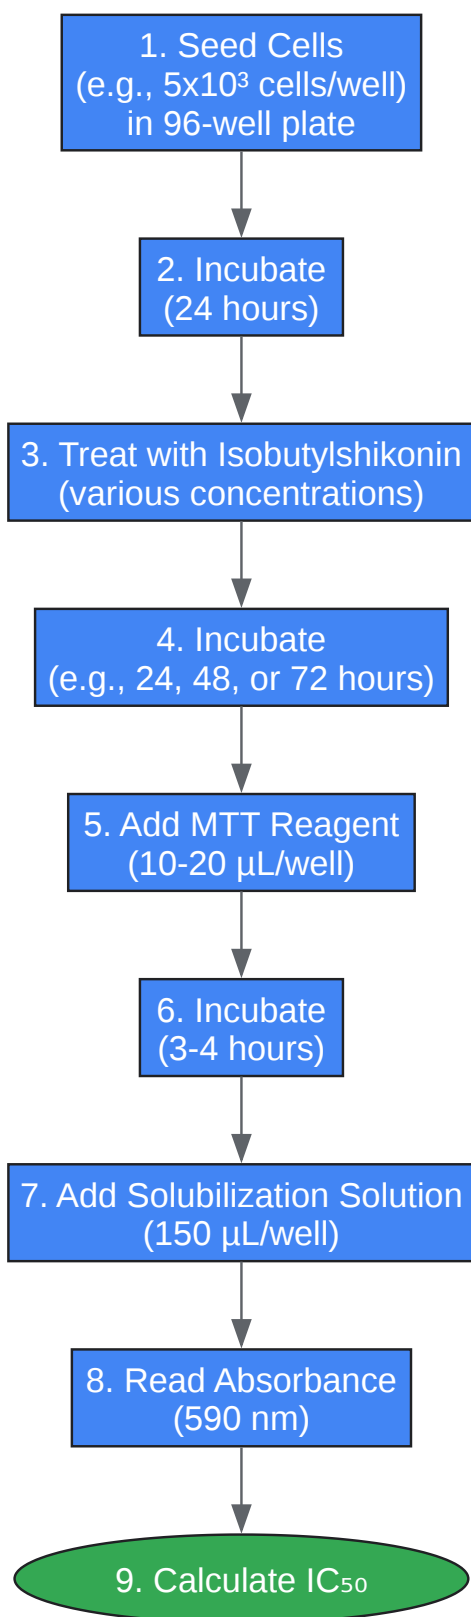 1. Seed Cells
(e.g., 5x10³ cells/well)
in 96-well plate
2. Incubate
(24 hours)
3. Treat with Isobutylshikonin
(various concentrations)
4. Incubate
(e.g., 24, 48, or 72 hours)
5. Add MTT Reagent
(10-20 µL/well)
6. Incubate
(3-4 hours)
7. Add Solubilization Solution
(150 µL/well)
8. Read Absorbance
(590 nm)
9. Calculate IC₅₀